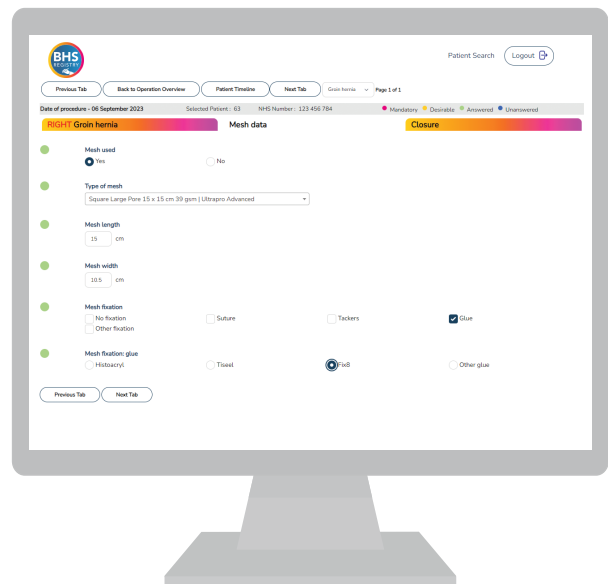 BHS
REGISTRY
Patient Search Logout
Previous Tab Back to Operation Overview Patient Timeline Next Tab Groin hernia Page 1 of 1
Date of procedure - 06 September 2023 Selected Patient : 63 NHS Number : 123 456 784 Mandatory Desirable Answered Unanswered
RIGHT Groin hernia Mesh data Closure
Mesh used
Yes No
Type of mesh
Square Large Pore 15 x 15 cm 39 gsm | Ultrapro Advanced
Mesh length
15 cm
Mesh width
10.5 cm
Mesh fixation
No fixation Suture Tackers Glue
Other fixation
Mesh fixation: glue
Histoacryl Tiseel Fix8 Other glue
Previous Tab Next Tab